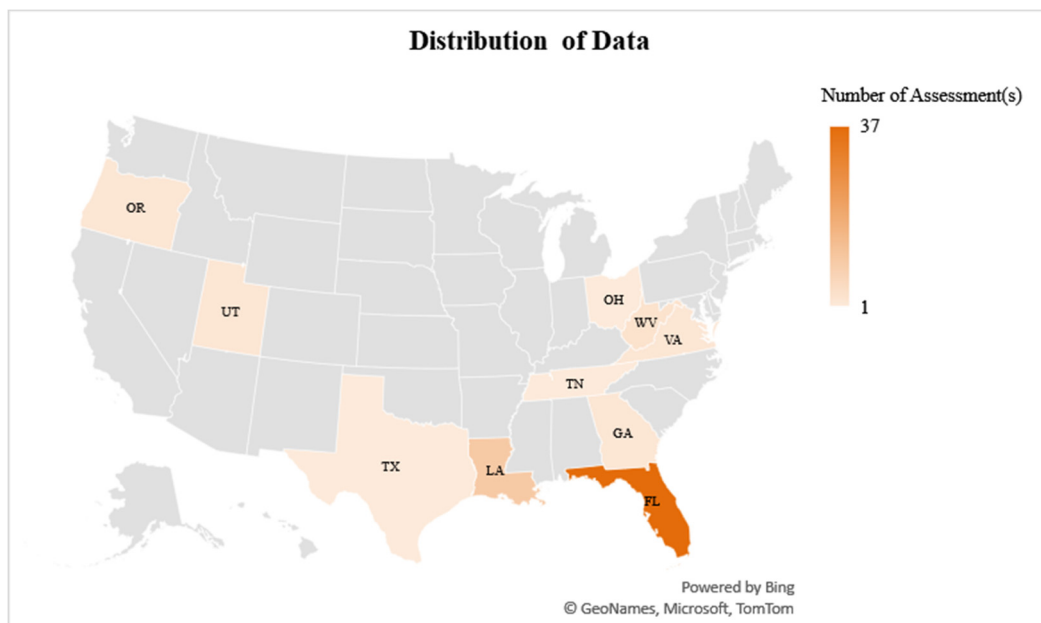 Distribution of Data
Number of Assessment(s)
37
1
OR
UT
OH
WV
VA
TN
GA
TX
LA
FL
Powered by Bing
© GeoNames, Microsoft, TomTom